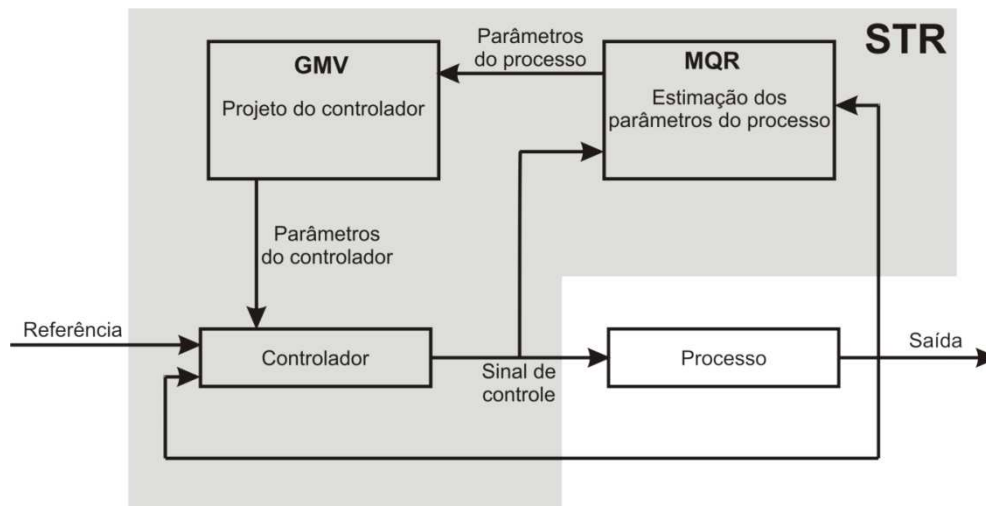 STR
GMV
Projeto do controlador
Parâmetros
do processo
MQR
Estimação dos
parâmetros do processo
Parâmetros
do controlador
Referência
Controlador
Sinal de
controle
Processo
Saída